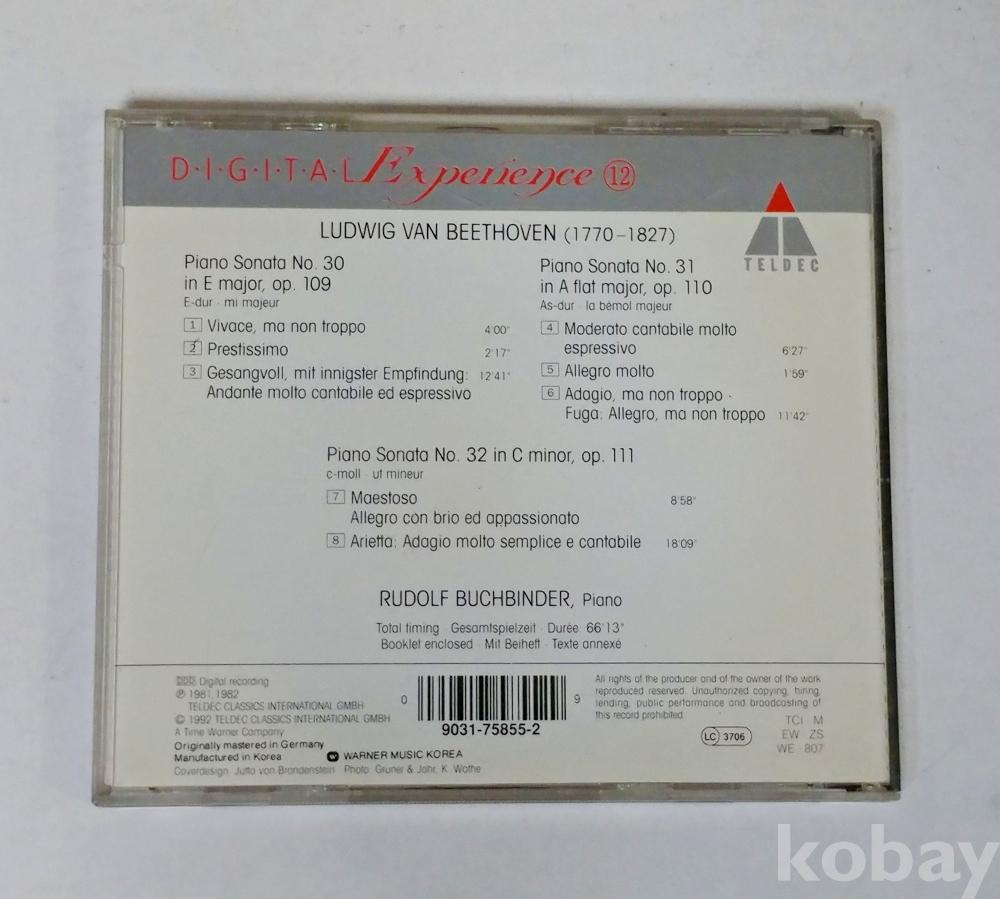 D·I·G·I·T·A·L Experience ⑫
TELDEC
LUDWIG VAN BEETHOVEN (1770–1827)
Piano Sonata No. 30
in E major, op. 109
E-dur · mi majeur
1 Vivace, ma non troppo 4'00"
2 Prestissimo 2'17"
3 Gesangvoll, mit innigster Empfindung: 12'41"
Andante molto cantabile ed espressivo
Piano Sonata No. 31
in A flat major, op. 110
As-dur · la bémol majeur
4 Moderato cantabile molto
espressivo 6'27"
5 Allegro molto 1'59"
6 Adagio, ma non troppo ·
Fuga: Allegro, ma non troppo 11'42"
Piano Sonata No. 32 in C minor, op. 111
c-moll · ut mineur
7 Maestoso 8'58"
Allegro con brio ed appassionato
8 Arietta: Adagio molto semplice e cantabile 18'09"
RUDOLF BUCHBINDER, Piano
Total timing · Gesamtspielzeit · Durée: 66'13"
Booklet enclosed · Mit Beiheft · Texte annexé
DDD Digital recording
℗ 1981, 1982
TELDEC CLASSICS INTERNATIONAL GMBH
© 1992 TELDEC CLASSICS INTERNATIONAL GMBH
A Time Warner Company
Originally mastered in Germany
Manufactured in Korea
WARNER MUSIC KOREA
Coverdesign: Jutta von Brandenstein · Photo: Gruner & Jahr, K. Wothe
0 9
9031-75855-2
All rights of the producer and of the owner of the work
reproduced reserved. Unauthorized copying, hiring,
lending, public performance and broadcasting of
this record prohibited.
LC 3706
TCI M
EW ZS
WE 807
kobay